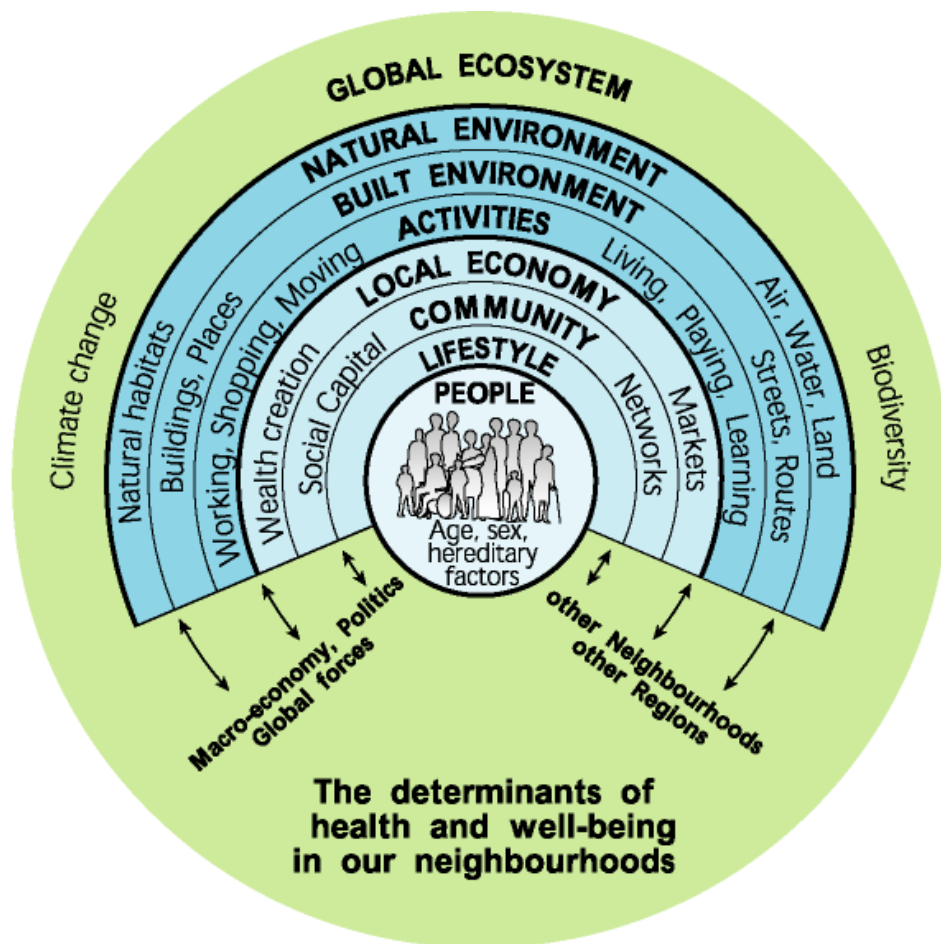 GLOBAL ECOSYSTEM
NATURAL ENVIRONMENT
BUILT ENVIRONMENT
ACTIVITIES
LOCAL ECONOMY
COMMUNITY
LIFESTYLE
PEOPLE
Age, sex,
hereditary
factors
Climate change
Natural habitats
Buildings, Places
Working, Shopping, Moving
Wealth creation
Social Capital
Networks
Markets
Living, Playing, Learning
Streets, Routes
Air, Water, Land
Biodiversity
Macro-economy, Politics
Global forces
other Neighbourhoods
other Regions
The determinants of
health and well-being
in our neighbourhoods